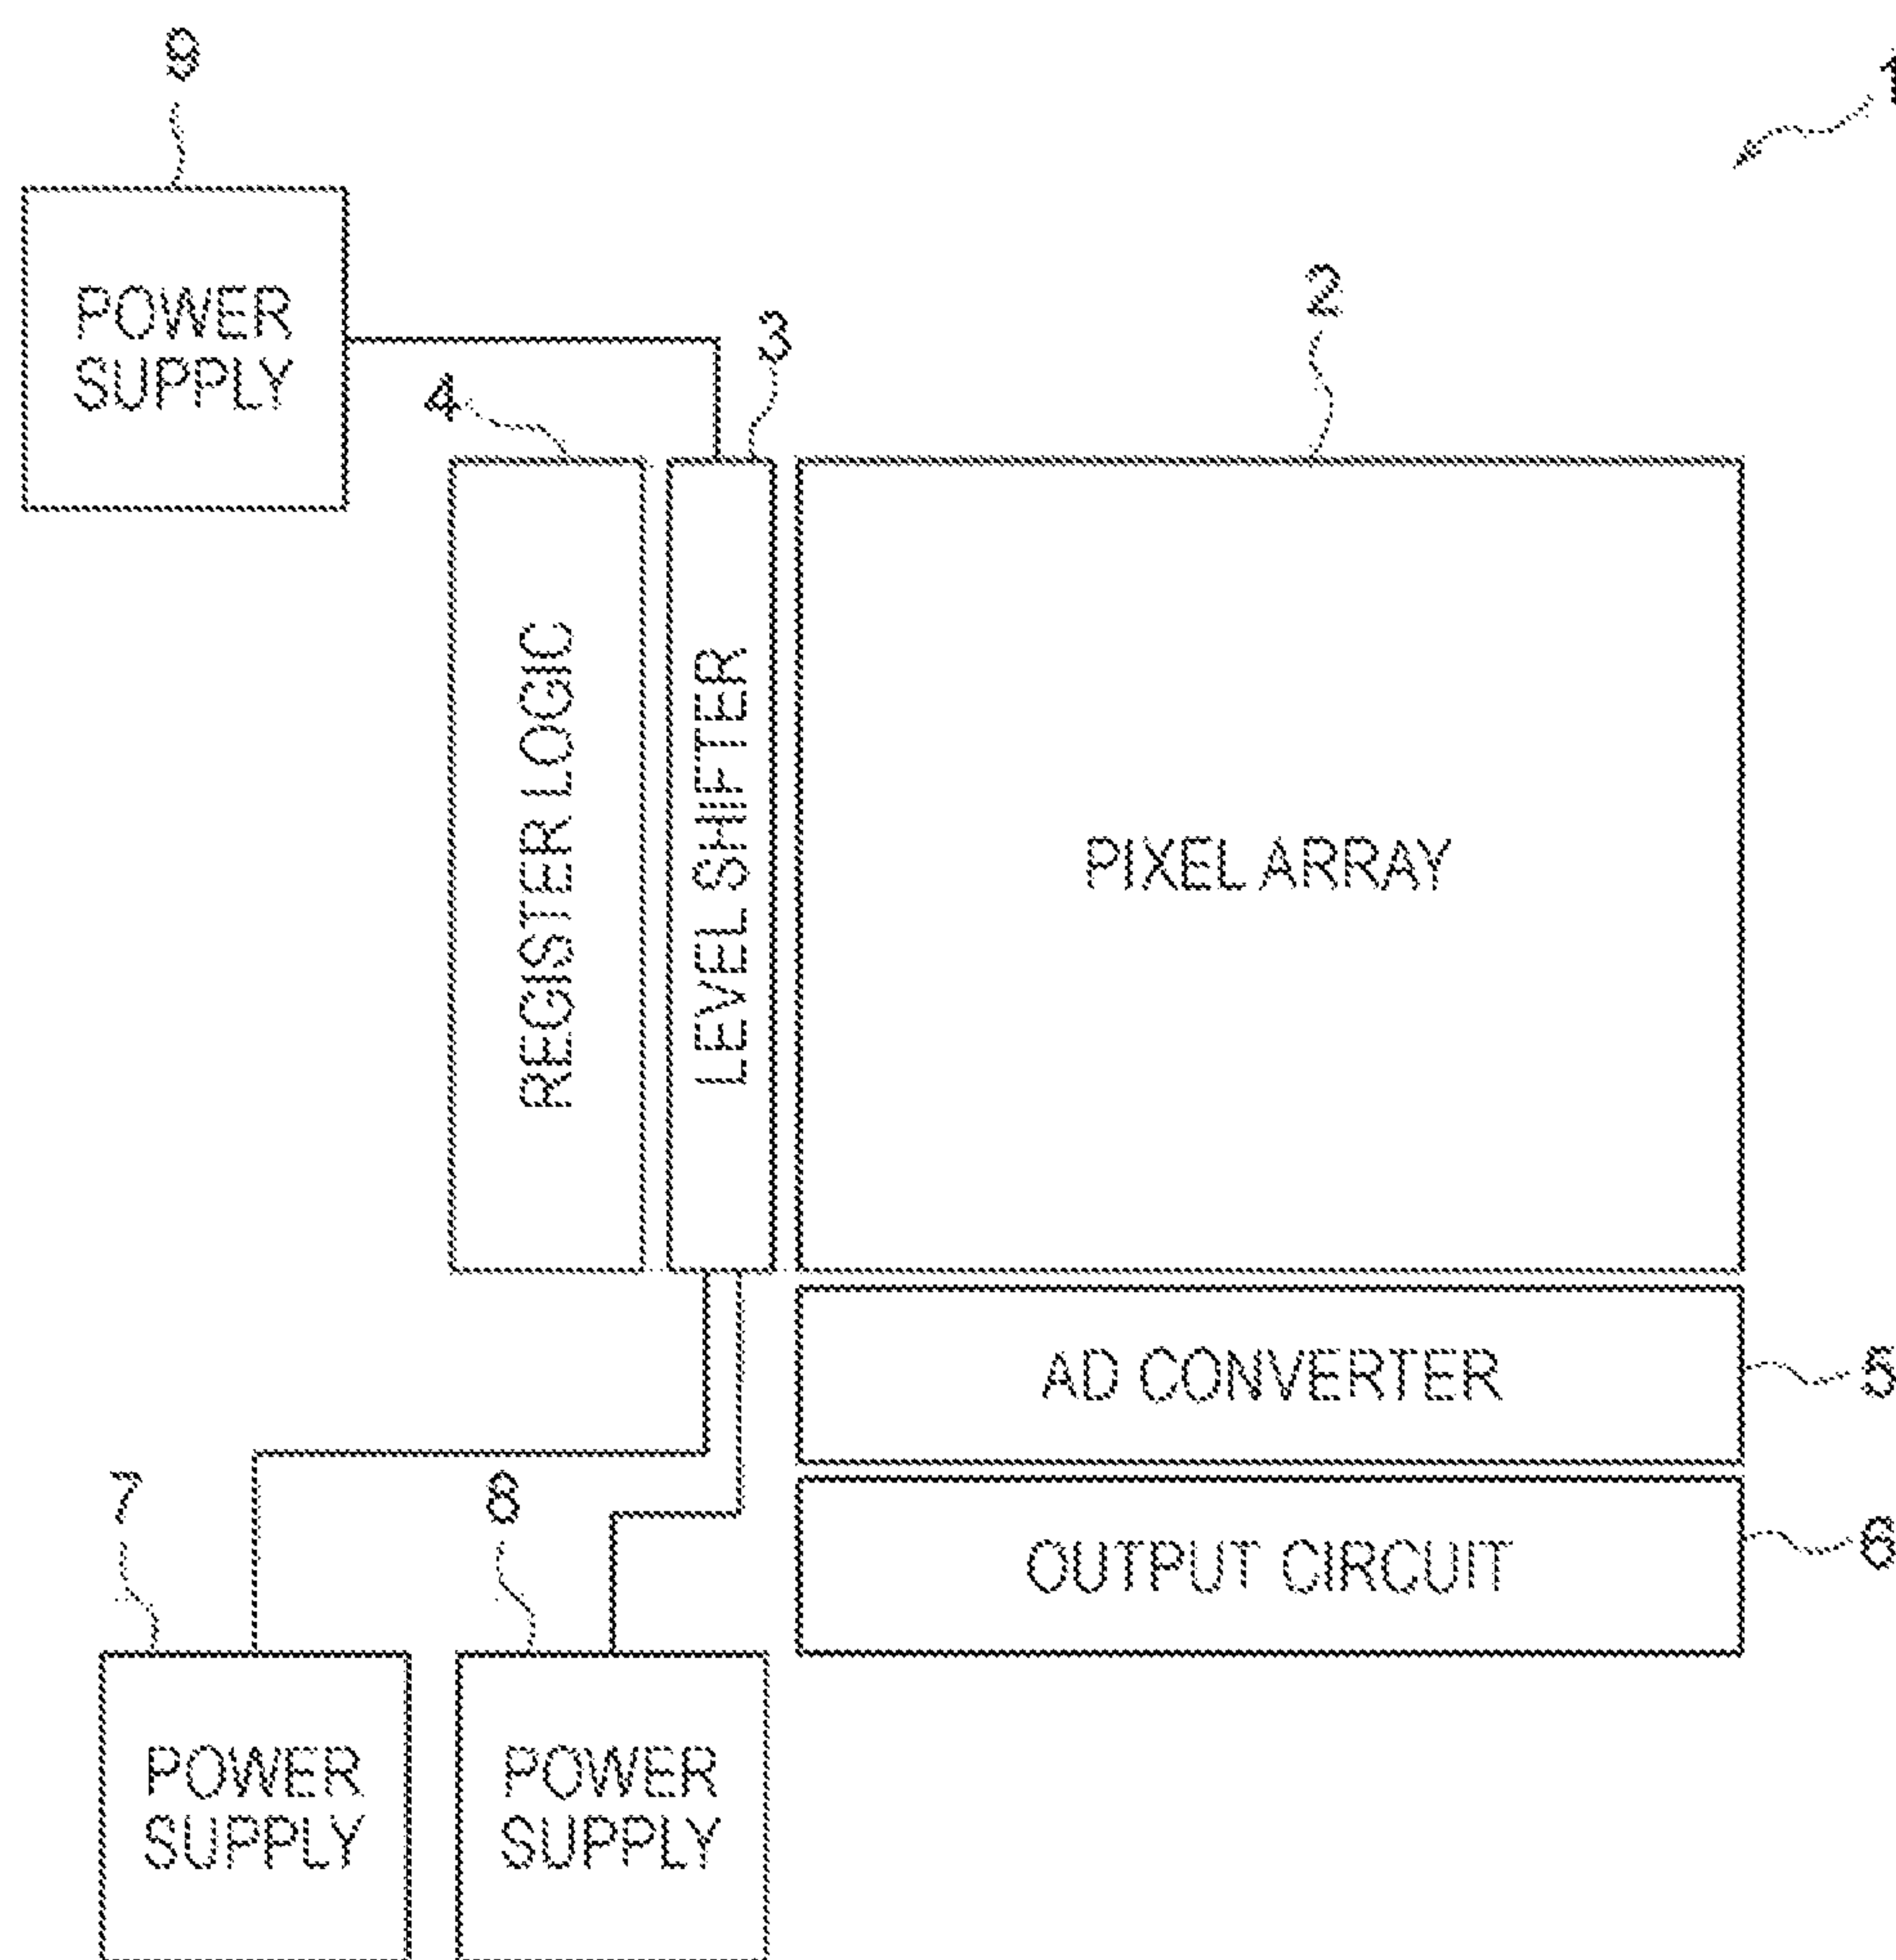 9
1
POWER
SUPPLY
2
3
4
REGISTER LOGIC
LEVEL SHIFTER
PIXEL ARRAY
AD CONVERTER
5
7
8
OUTPUT CIRCUIT
6
POWER
SUPPLY
POWER
SUPPLY